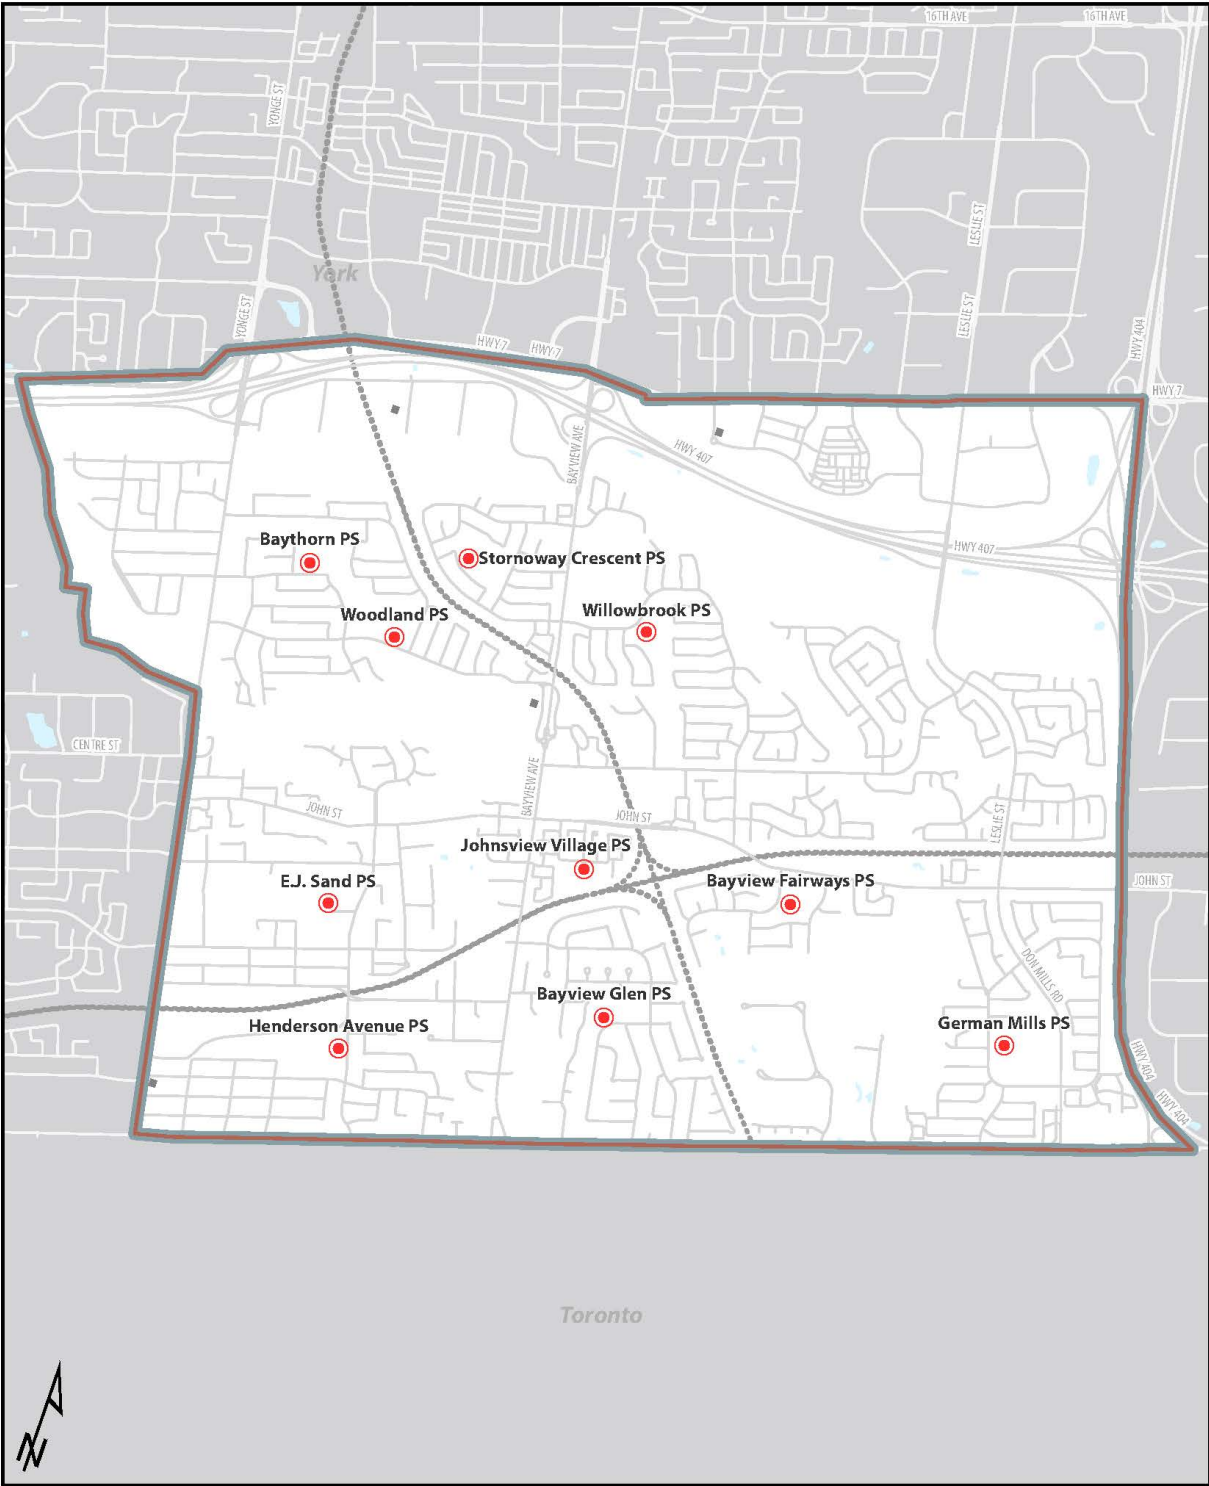 16TH AVE
16TH AVE
YONGE ST
LESLIE ST
York
YONGE ST
LESLIE ST
HWY 404
HWY 7
HWY 7
HWY 7
BAYVIEW AVE
HWY 407
HWY 407
Baythorn PS
Stornoway Crescent PS
Woodland PS
Willowbrook PS
CENTRE ST
BAYVIEW AVE
JOHN ST
JOHN ST
LESLIE ST
Johnsview Village PS
E.J. Sand PS
Bayview Fairways PS
JOHN ST
DON MILLS RD
Bayview Glen PS
Henderson Avenue PS
German Mills PS
HWY 404
HWY 404
Toronto
N